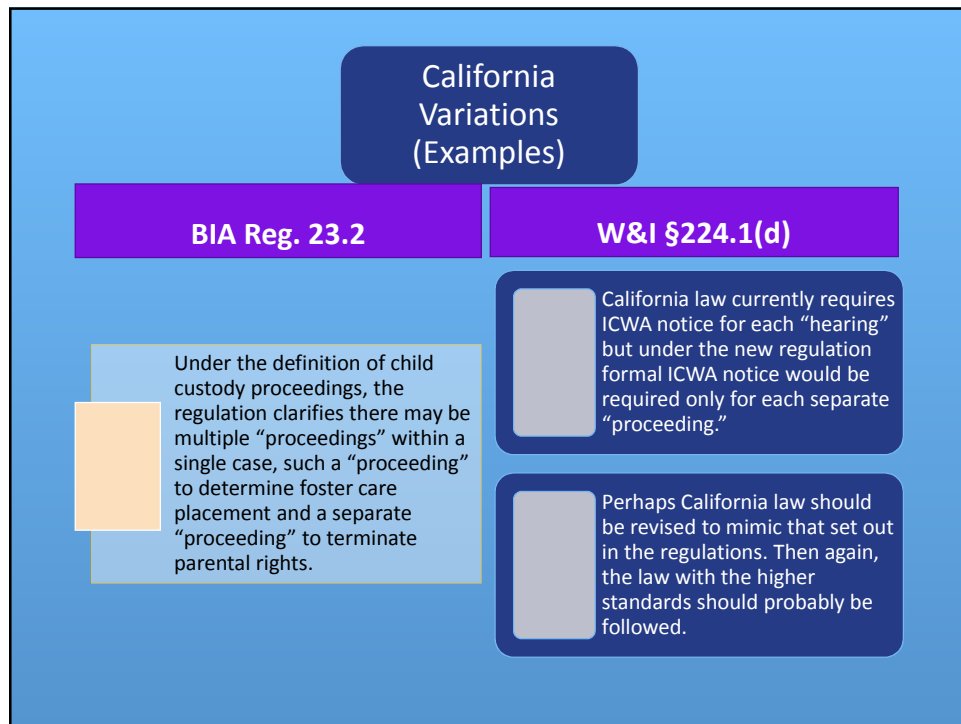 California
Variations
(Examples)
BIA Reg. 23.2
Under the definition of child
custody proceedings, the
regulation clarifies there may be
multiple “proceedings” within a
single case, such a “proceeding”
to determine foster care
placement and a separate
“proceeding” to terminate
parental rights.
W&I §224.1(d)
California law currently requires
ICWA notice for each “hearing”
but under the new regulation
formal ICWA notice would be
required only for each separate
“proceeding.”
Perhaps California law should
be revised to mimic that set out
in the regulations. Then again,
the law with the higher
standards should probably be
followed.